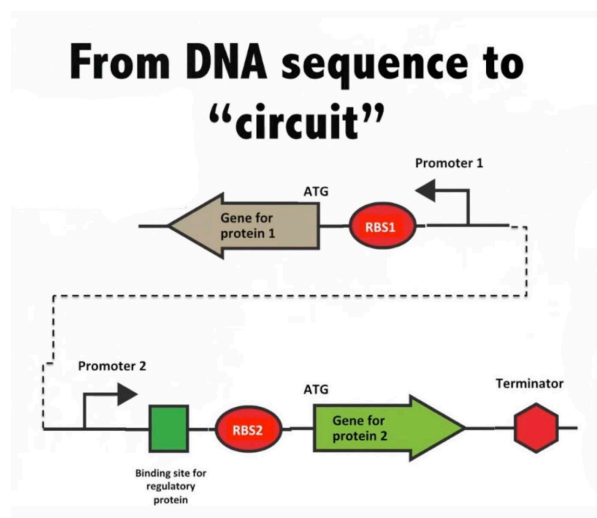 From DNA sequence to
“circuit”
Promoter 1
ATG
Gene for
protein 1
RBS1
Promoter 2
ATG
Terminator
RBS2
Gene for
protein 2
Binding site for
regulatory
protein